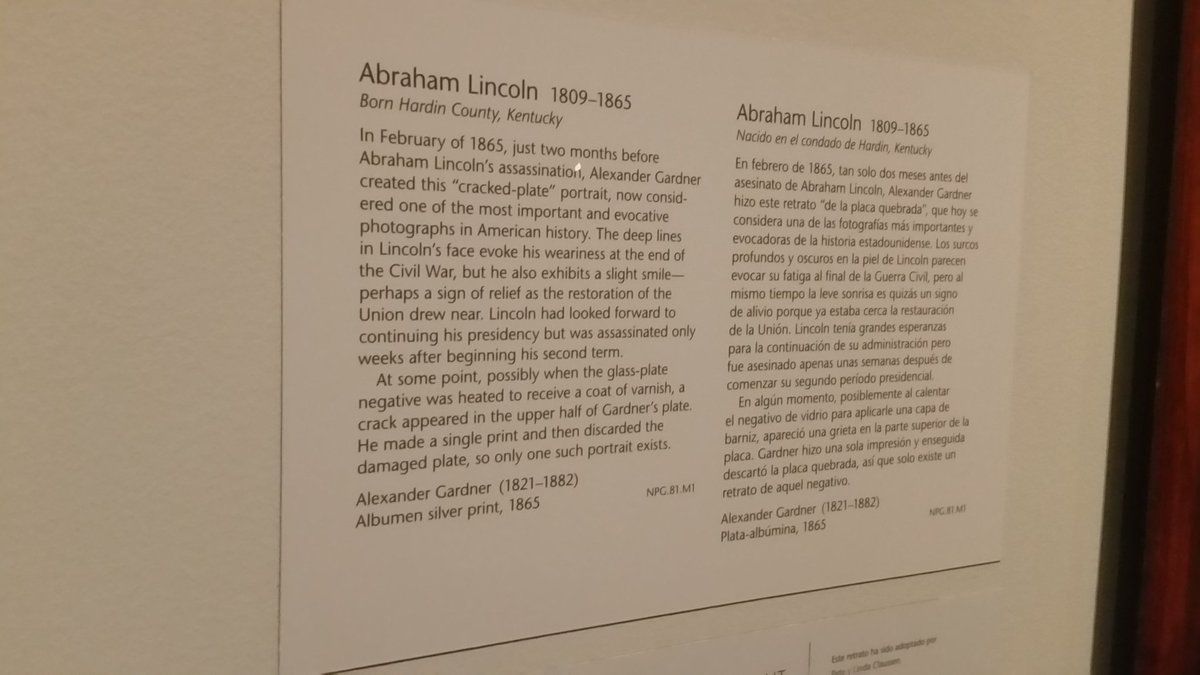 Abraham Lincoln 1809–1865
Born Hardin County, Kentucky
In February of 1865, just two months before
Abraham Lincoln's assassination, Alexander Gardner
created this “cracked-plate” portrait, now consid-
ered one of the most important and evocative
photographs in American history. The deep lines
in Lincoln's face evoke his weariness at the end of
the Civil War, but he also exhibits a slight smile—
perhaps a sign of relief as the restoration of the
Union drew near. Lincoln had looked forward to
continuing his presidency but was assassinated only
weeks after beginning his second term.
At some point, possibly when the glass-plate
negative was heated to receive a coat of varnish, a
crack appeared in the upper half of Gardner's plate.
He made a single print and then discarded the
damaged plate, so only one such portrait exists.
Alexander Gardner (1821–1882)
Albumen silver print, 1865
NPG.81.M1
Abraham Lincoln 1809–1865
Nacido en el condado de Hardin, Kentucky
En febrero de 1865, tan solo dos meses antes del
asesinato de Abraham Lincoln, Alexander Gardner
hizo este retrato “de la placa quebrada”, que hoy se
considera una de las fotografías más importantes y
evocadoras de la historia estadounidense. Los surcos
profundos y oscuros en la piel de Lincoln parecen
evocar su fatiga al final de la Guerra Civil, pero al
mismo tiempo la leve sonrisa es quizás un signo
de alivio porque ya estaba cerca la restauración
de la Unión. Lincoln tenía grandes esperanzas
para la continuación de su administración pero
fue asesinado apenas unas semanas después de
comenzar su segundo período presidencial.
En algún momento, posiblemente al calentar
el negativo de vidrio para aplicarle una capa de
barniz, apareció una grieta en la parte superior de la
placa. Gardner hizo una sola impresión y enseguida
descartó la placa quebrada, así que solo existe un
retrato de aquel negativo.
Alexander Gardner (1821–1882)
Plata-albúmina, 1865
NPG.81.M1
Este retrato ha sido adoptado por
y Linda Claussen